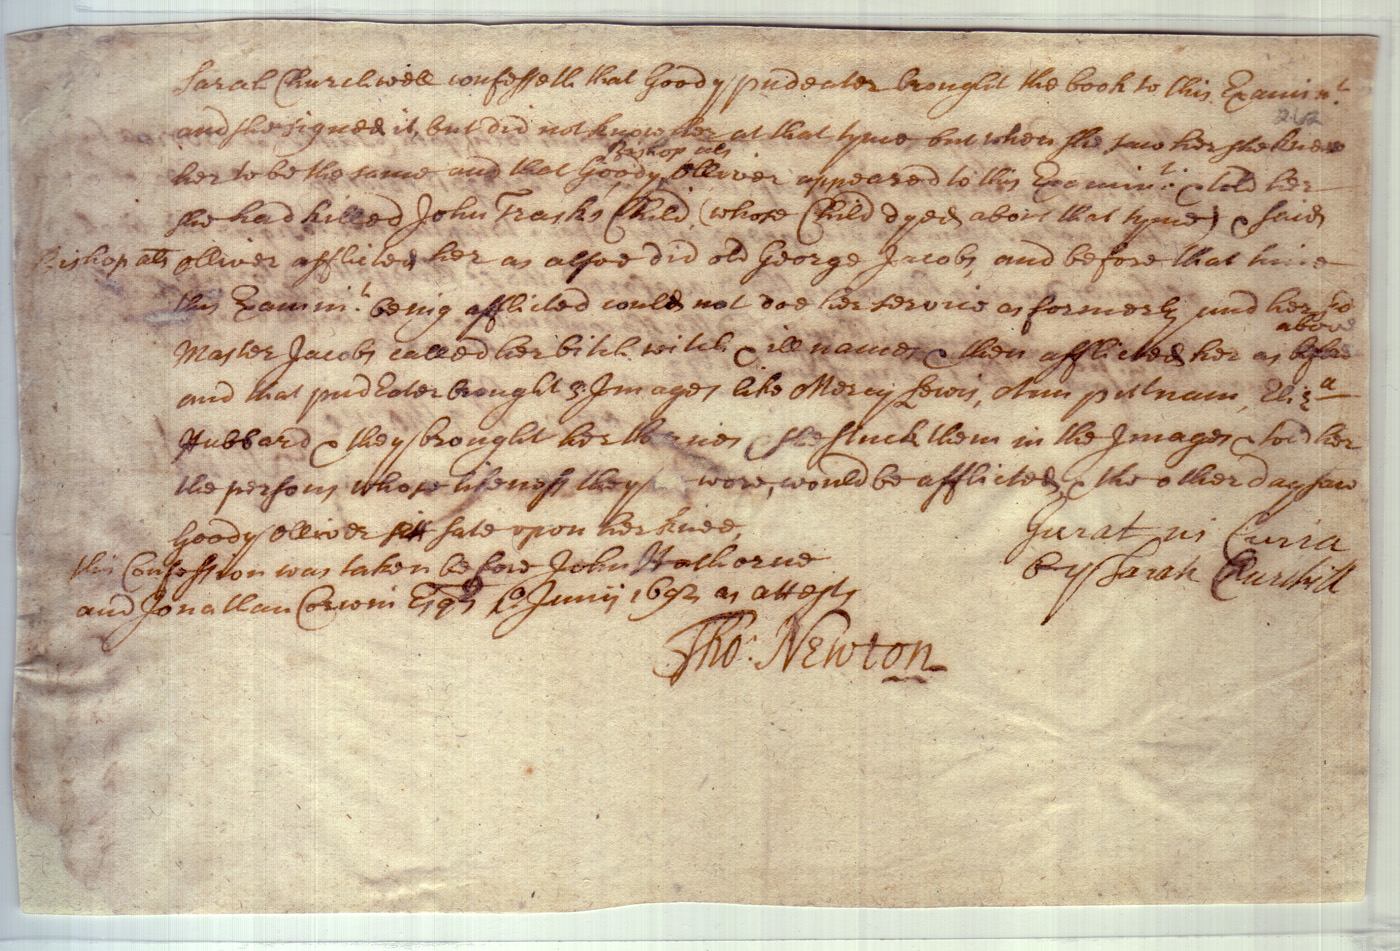 Sarah Churchwell confesseth that Goody pudeater brought the book to this Examin.t
and she signed it, but did not know her at that tyme but when she saw her she knew
242
Bishop als
her to be the same and that Goody Olliver appeared to this Examin.t & told her
she had killed John Trasks Child, (whose Child dyed about that tyme) & said
Bishop als Olliver afflicted her as alsoe did old George Jacobs, and before that time
this Examin.t being afflicted could not doe her service as formerly and her sd
above
Master Jacobs called her bitch witch & ill names & then afflicted her as before
and that pudEater brought 3 Images like Mercy Lewis, Ann putnam, Eliza
Hubbard & they brought her thornes & she stuck them in the Images & told her
the persons whose likeness they were, would be afflicted, & the other day saw
Goody Olliver sitt sate upon her knee,
Jurat in Curia
this Confession was taken before John Hathorne
by Sarah Churchill
and Jonathan Corwin Esqs 1o Junij 1692 as attests
Tho: Newton